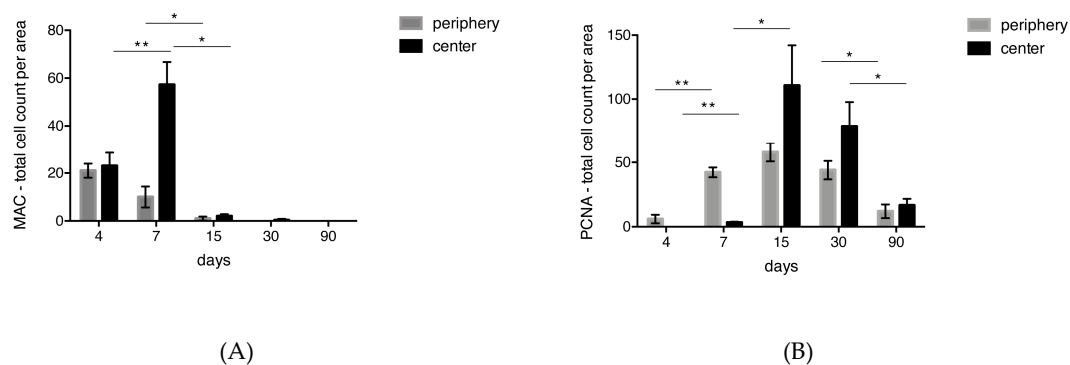 MAC - total cell count per area
80
60
40
20
0
*
**
*
periphery
center
4 7 15 30 90
days
(A)
PCNA - total cell count per area
150
100
50
0
*
*
*
**
**
periphery
center
4 7 15 30 90
days
(B)